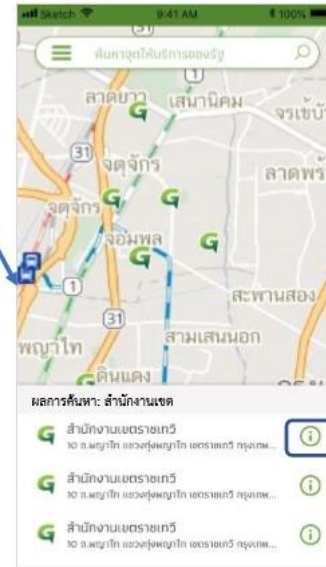 Sketch 9:41 AM 100%
(31)
ค้นหาจุดให้บริการของรัฐ
1
ลาดยาว เสนานิคม
จรเข้บัว
31
จตุจักร
ลาดพร้
จตุจักร
จอมพล
1
สะพานสอง
31
สามเสนนอก
พญาไท
ดินแดง
ผลการค้นหา: สำนักงานเขต
สำนักงานเขตราชเทวี
10 ถ.พญาไท แขวงทุ่งพญาไท เขตราชเทวี กรุงเทพ...
สำนักงานเขตราชเทวี
10 ถ.พญาไท แขวงทุ่งพญาไท เขตราชเทวี กรุงเทพ...
สำนักงานเขตราชเทวี
10 ถ.พญาไท แขวงทุ่งพญาไท เขตราชเทวี กรุงเทพ...